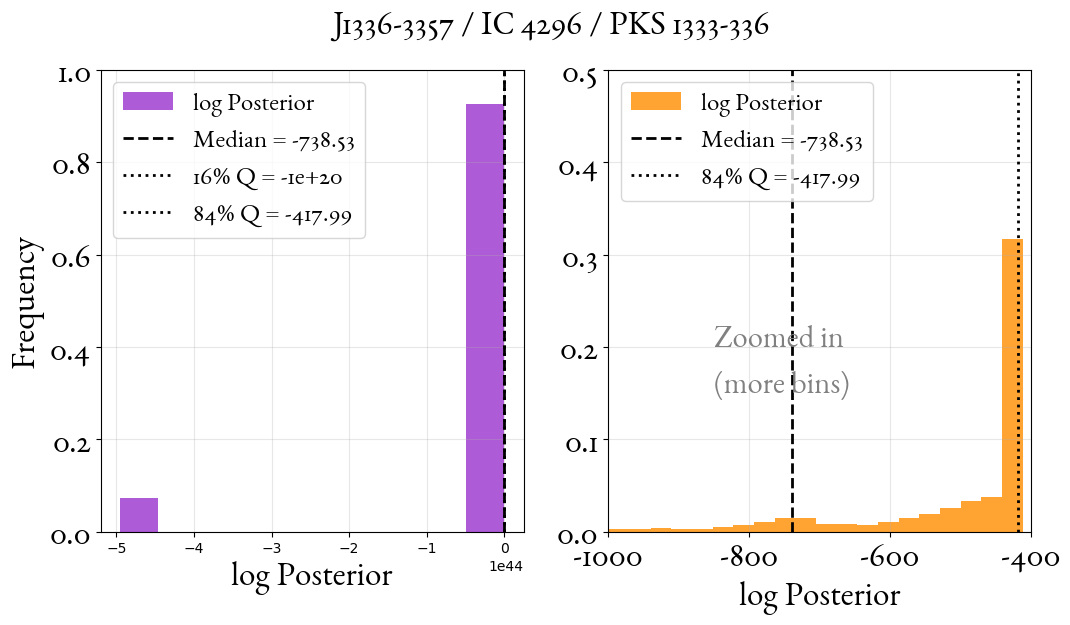 J1336-3357 / IC 4296 / PKS 1333-336
Frequency
1.0
0.8
0.6
0.4
0.2
0.0
log Posterior
Median = -738.53
16% Q = -1e+20
84% Q = -417.99
−5
−4
−3
−2
−1
0
1e44
log Posterior
0.5
0.4
0.3
0.2
0.1
0.0
log Posterior
Median = -738.53
84% Q = -417.99
Zoomed in
(more bins)
-1000
-800
-600
-400
log Posterior